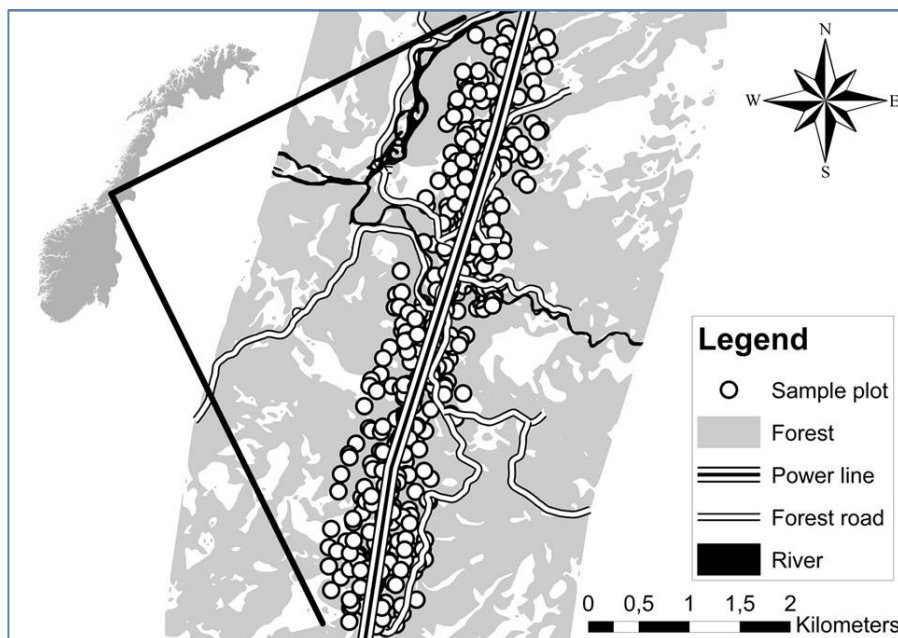 N
W
E
S
Legend
Sample plot
Forest
Power line
Forest road
River
0 0,5 1 1,5 2
Kilometers